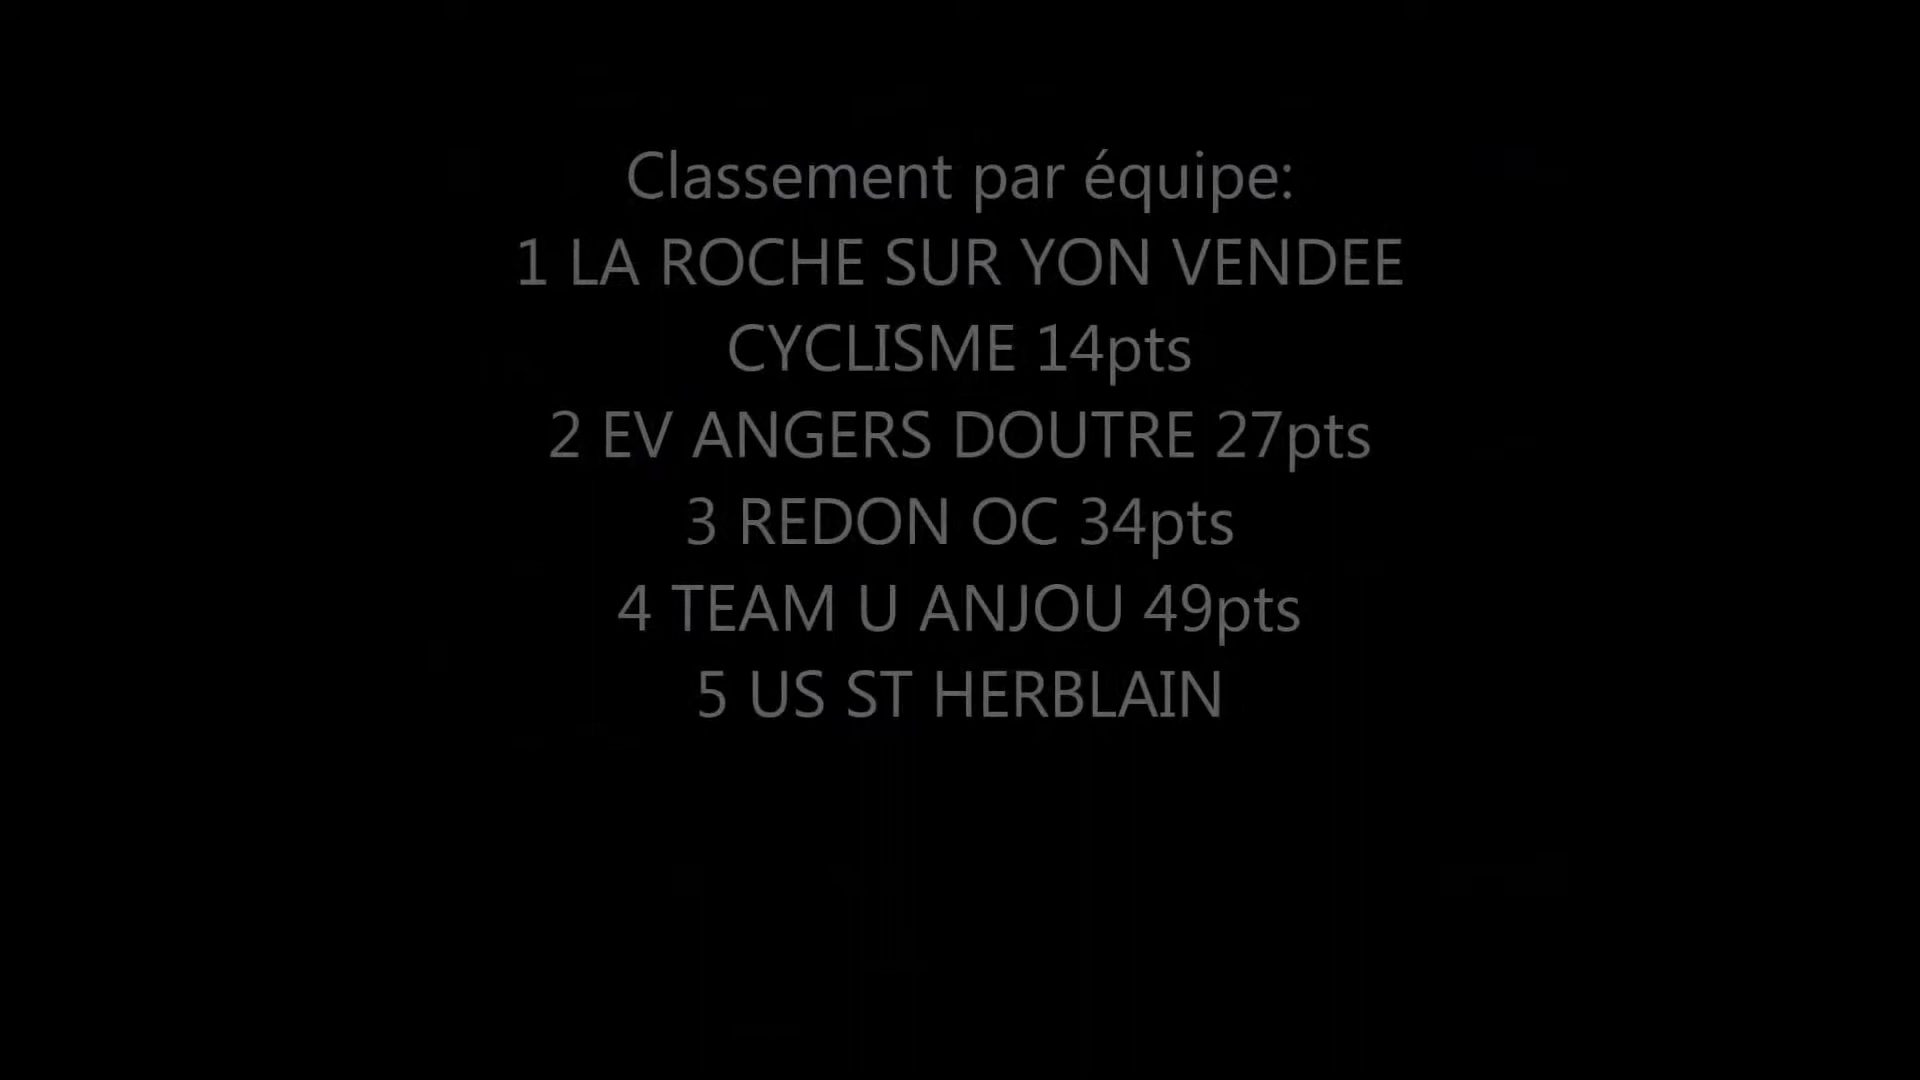 Classement par équipe:
1 LA ROCHE SUR YON VENDEE
CYCLISME 14pts
2 EV ANGERS DOUTRE 27pts
3 REDON OC 34pts
4 TEAM U ANJOU 49pts
5 US ST HERBLAIN